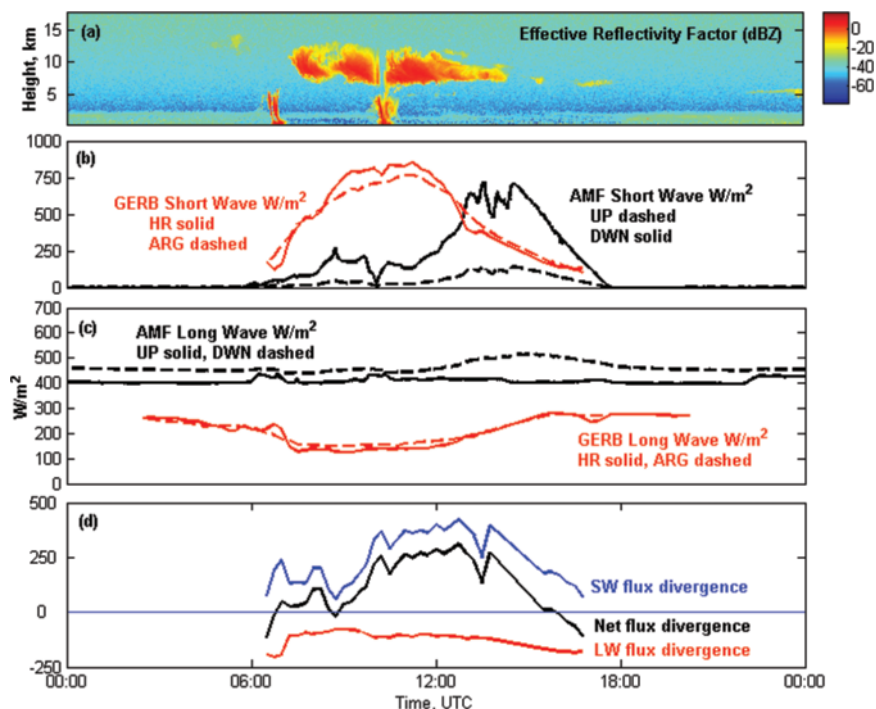 (a)
Effective Reflectivity Factor (dBZ)
Height, km
15
10
5
0
-20
-40
-60
(b)
1000
750
500
250
0
GERB Short Wave W/m²
HR solid
ARG dashed
AMF Short Wave W/m²
UP dashed
DWN solid
(c)
700
600
500
400
300
200
100
0
W/m²
AMF Long Wave W/m²
UP solid, DWN dashed
GERB Long Wave W/m²
HR solid, ARG dashed
(d)
500
250
0
-250
SW flux divergence
Net flux divergence
LW flux divergence
00:00
06:00
12:00
18:00
00:00
Time, UTC